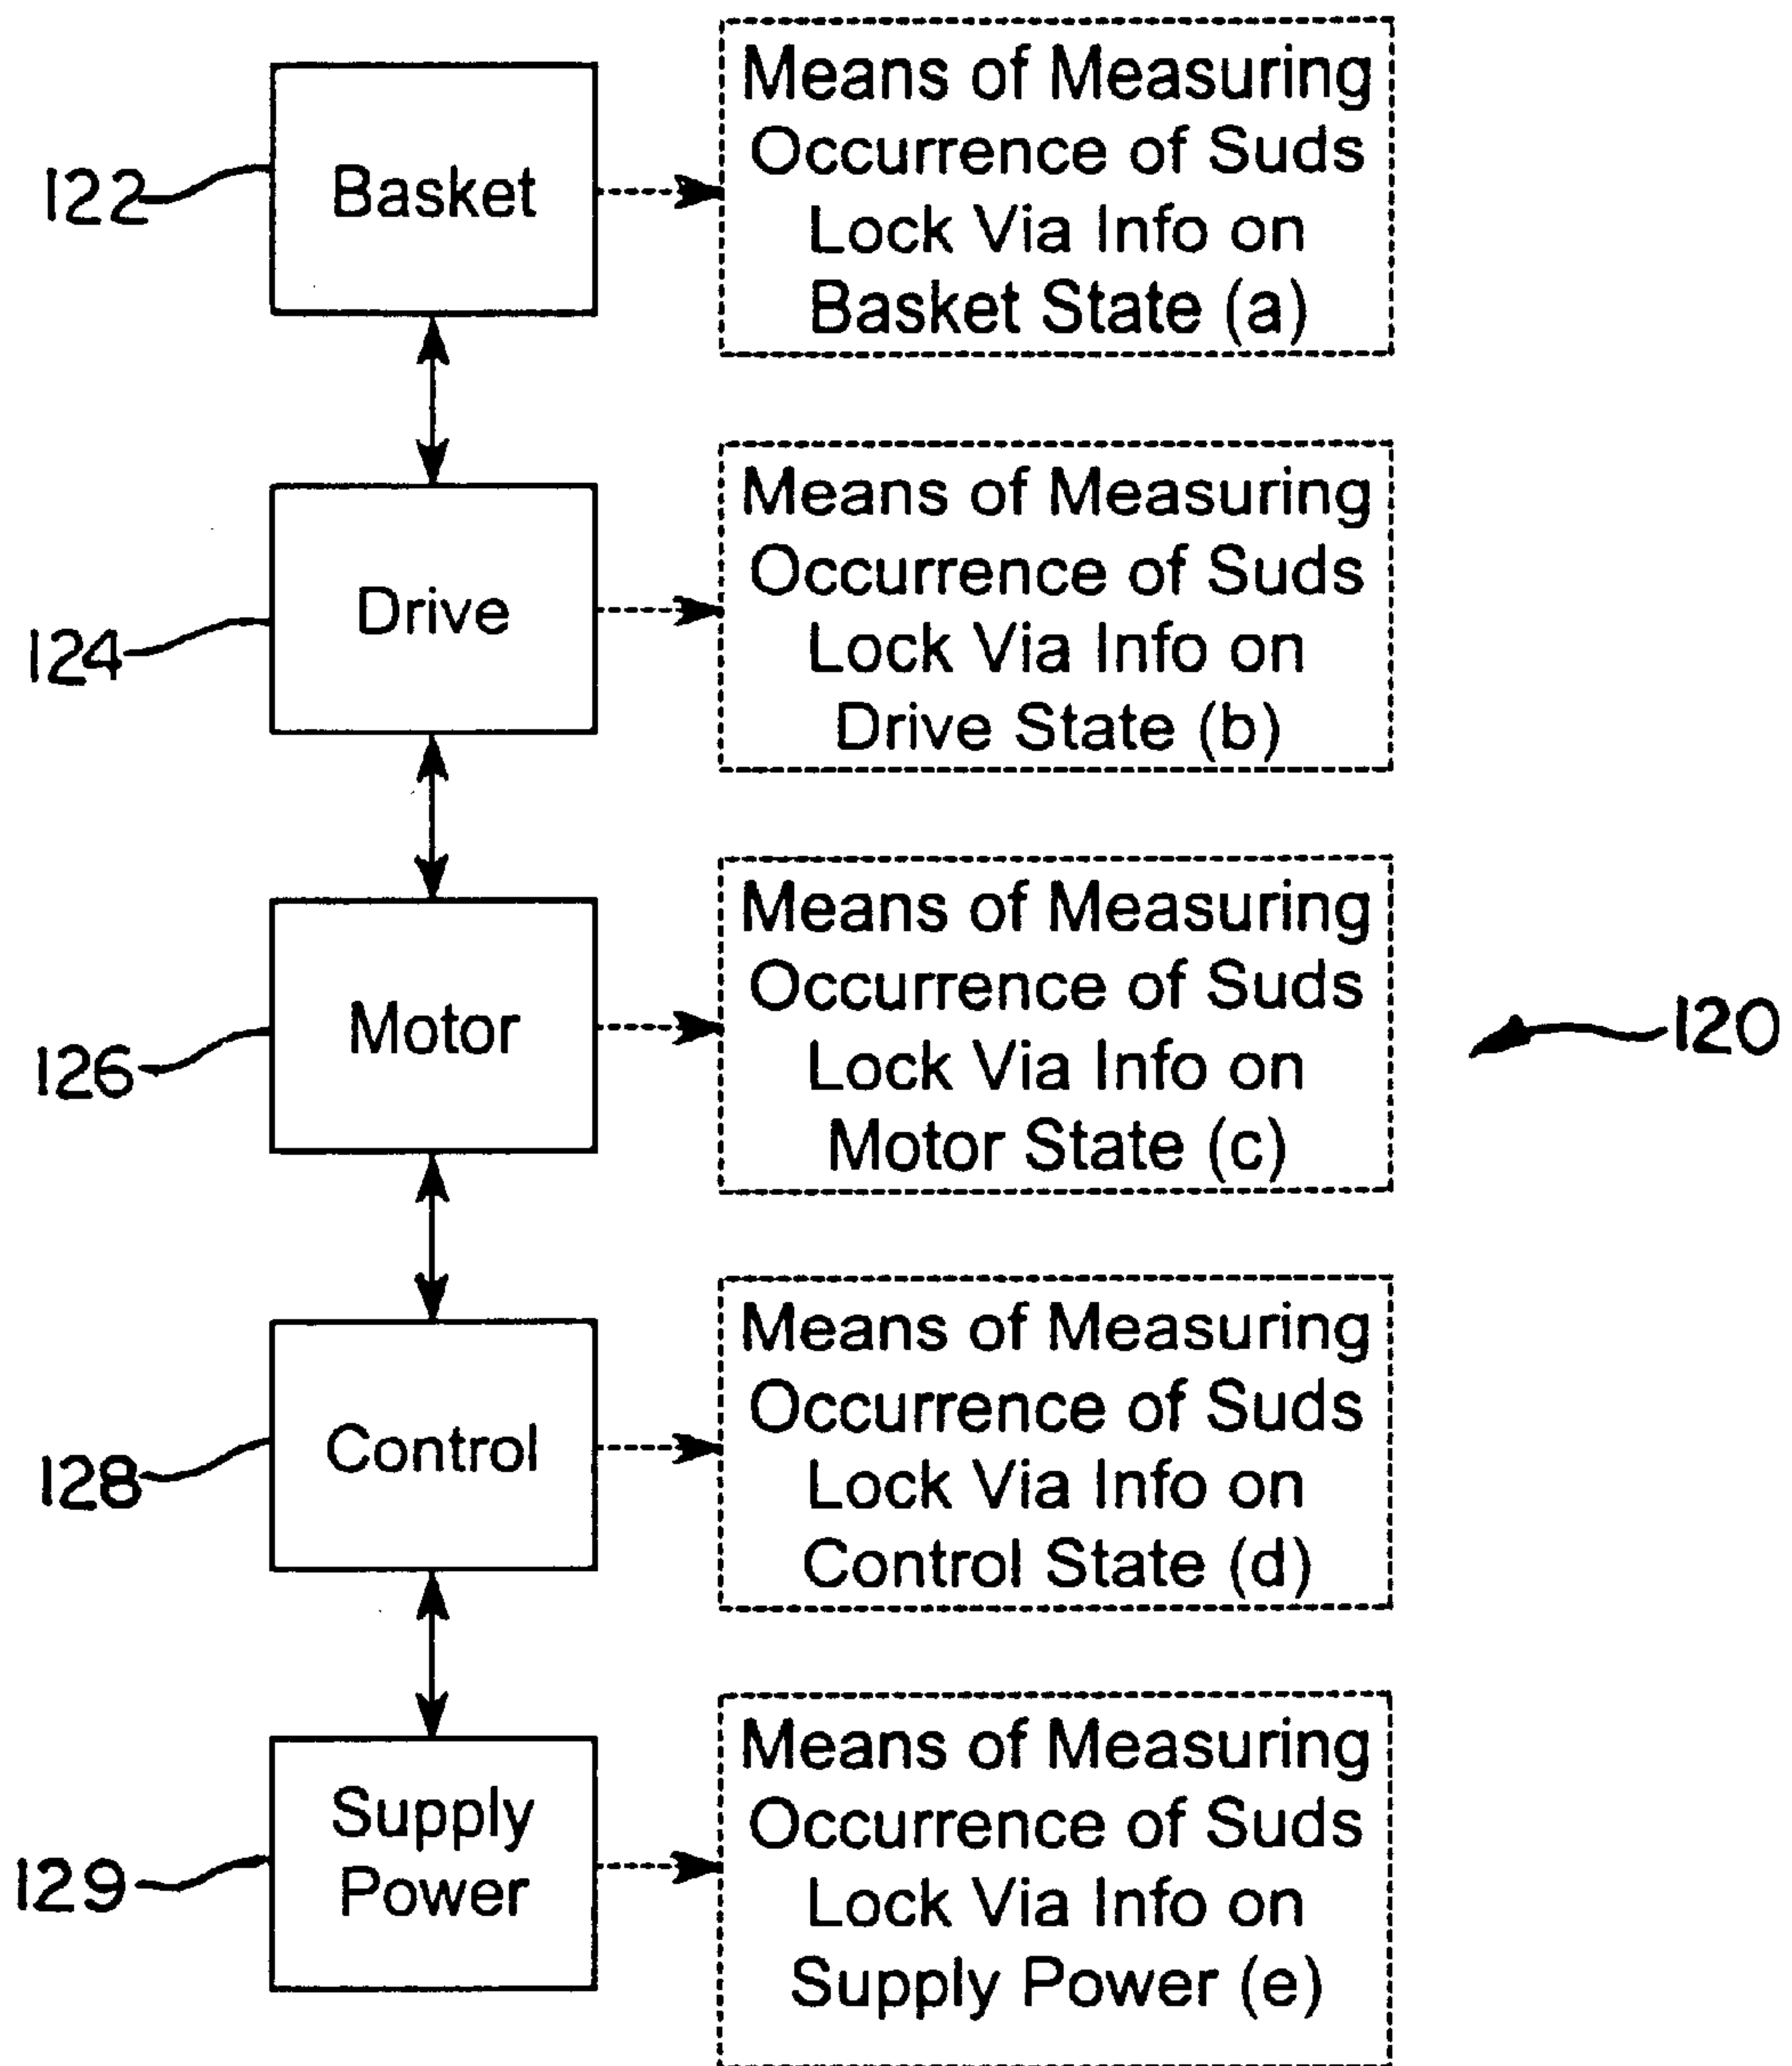 122
Basket
Means of Measuring
Occurrence of Suds
Lock Via Info on
Basket State (a)
124
Drive
Means of Measuring
Occurrence of Suds
Lock Via Info on
Drive State (b)
126
Motor
Means of Measuring
Occurrence of Suds
Lock Via Info on
Motor State (c)
120
128
Control
Means of Measuring
Occurrence of Suds
Lock Via Info on
Control State (d)
129
Supply
Power
Means of Measuring
Occurrence of Suds
Lock Via Info on
Supply Power (e)